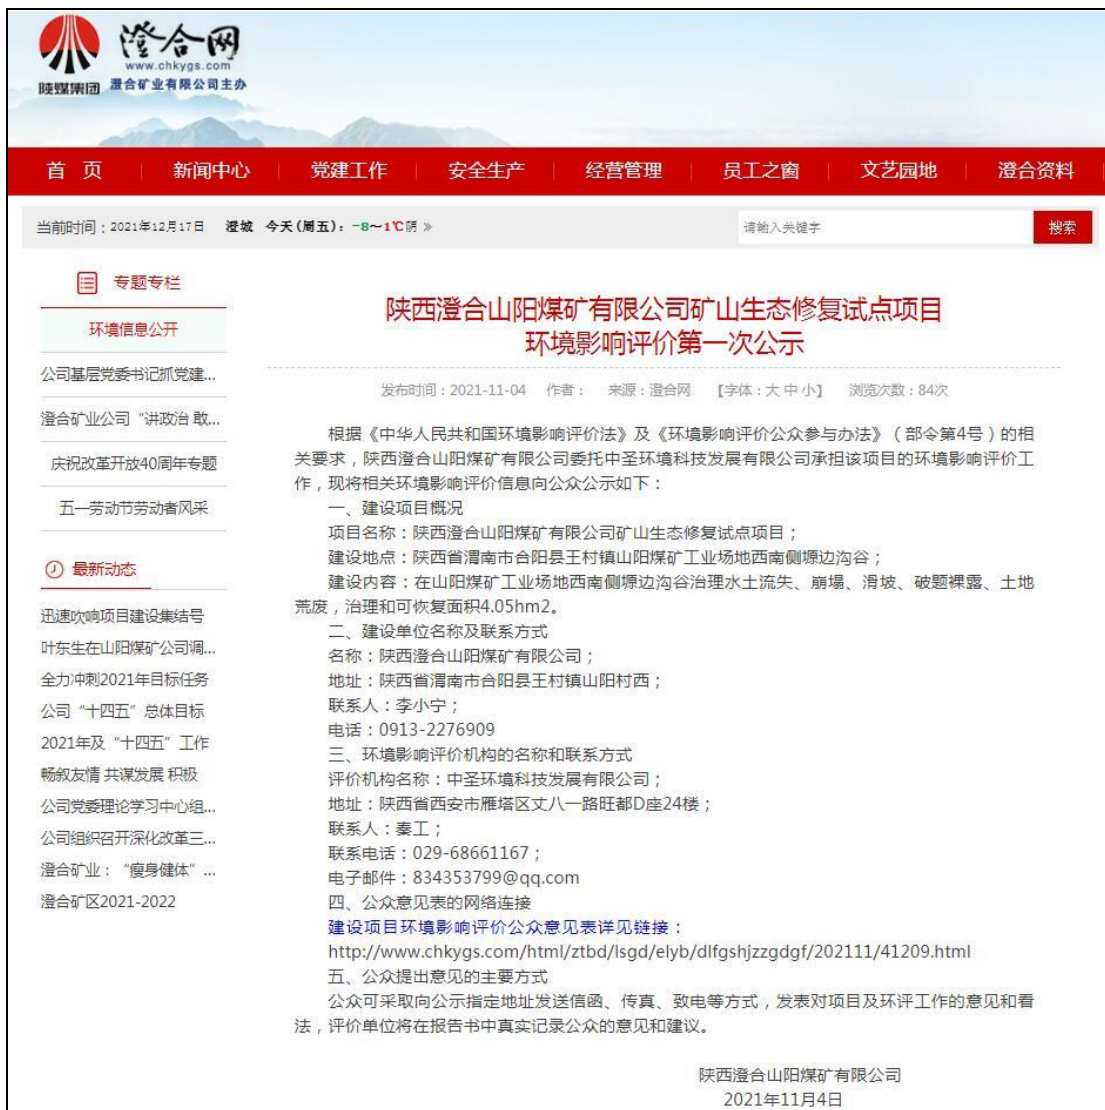 澄合网
www.chkygs.com
陕煤集团 澄合矿业有限公司主办
首 页 新闻中心 党建工作 安全生产 经营管理 员工之窗 文艺园地 澄合资料
当前时间：2021年12月17日 澄城 今天(周五)：-8～1℃ 阴 »
请输入关键字 搜索
专题专栏
环境信息公开
公司基层党委书记抓党建...
澄合矿业公司“讲政治 敢...
庆祝改革开放40周年专题
五一劳动节劳动者风采
最新动态
迅速吹响项目建设集结号
叶东生在山阳煤矿公司调...
全力冲刺2021年目标任务
公司“十四五”总体目标
2021年及“十四五”工作
畅叙友情 共谋发展 积极
公司党委理论学习中心组...
公司组织召开深化改革三...
澄合矿业：“瘦身健体”...
澄合矿区2021-2022
陕西澄合山阳煤矿有限公司矿山生态修复试点项目
环境影响评价第一次公示
发布时间：2021-11-04 作者： 来源：澄合网 【字体：大 中 小】 浏览次数：84次
根据《中华人民共和国环境影响评价法》及《环境影响评价公众参与办法》（部令第4号）的相
关要求，陕西澄合山阳煤矿有限公司委托中圣环境科技发展有限公司承担该项目的环境影响评价工
作，现将相关环境影响评价信息向公众公示如下：
一、建设项目概况
项目名称：陕西澄合山阳煤矿有限公司矿山生态修复试点项目；
建设地点：陕西省渭南市合阳县王村镇山阳煤矿工业场地西南侧塬边沟谷；
建设内容：在山阳煤矿工业场地西南侧塬边沟谷治理水土流失、崩塌、滑坡、破题裸露、土地
荒废，治理和可恢复面积4.05hm2。
二、建设单位名称及联系方式
名称：陕西澄合山阳煤矿有限公司；
地址：陕西省渭南市合阳县王村镇山阳村西；
联系人：李小宁；
电话：0913-2276909
三、环境影响评价机构的名称和联系方式
评价机构名称：中圣环境科技发展有限公司；
地址：陕西省西安市雁塔区丈八一路旺都D座24楼；
联系人：秦工；
联系电话：029-68661167；
电子邮件：834353799@qq.com
四、公众意见表的网络连接
建设项目环境影响评价公众意见表详见链接：
http://www.chkygs.com/html/ztbd/lsgd/elyb/dlfgshjzzgdgf/202111/41209.html
五、公众提出意见的主要方式
公众可采取向公示指定地址发送信函、传真、致电等方式，发表对项目及环评工作的意见和看
法，评价单位将在报告书中真实记录公众的意见和建议。
陕西澄合山阳煤矿有限公司
2021年11月4日